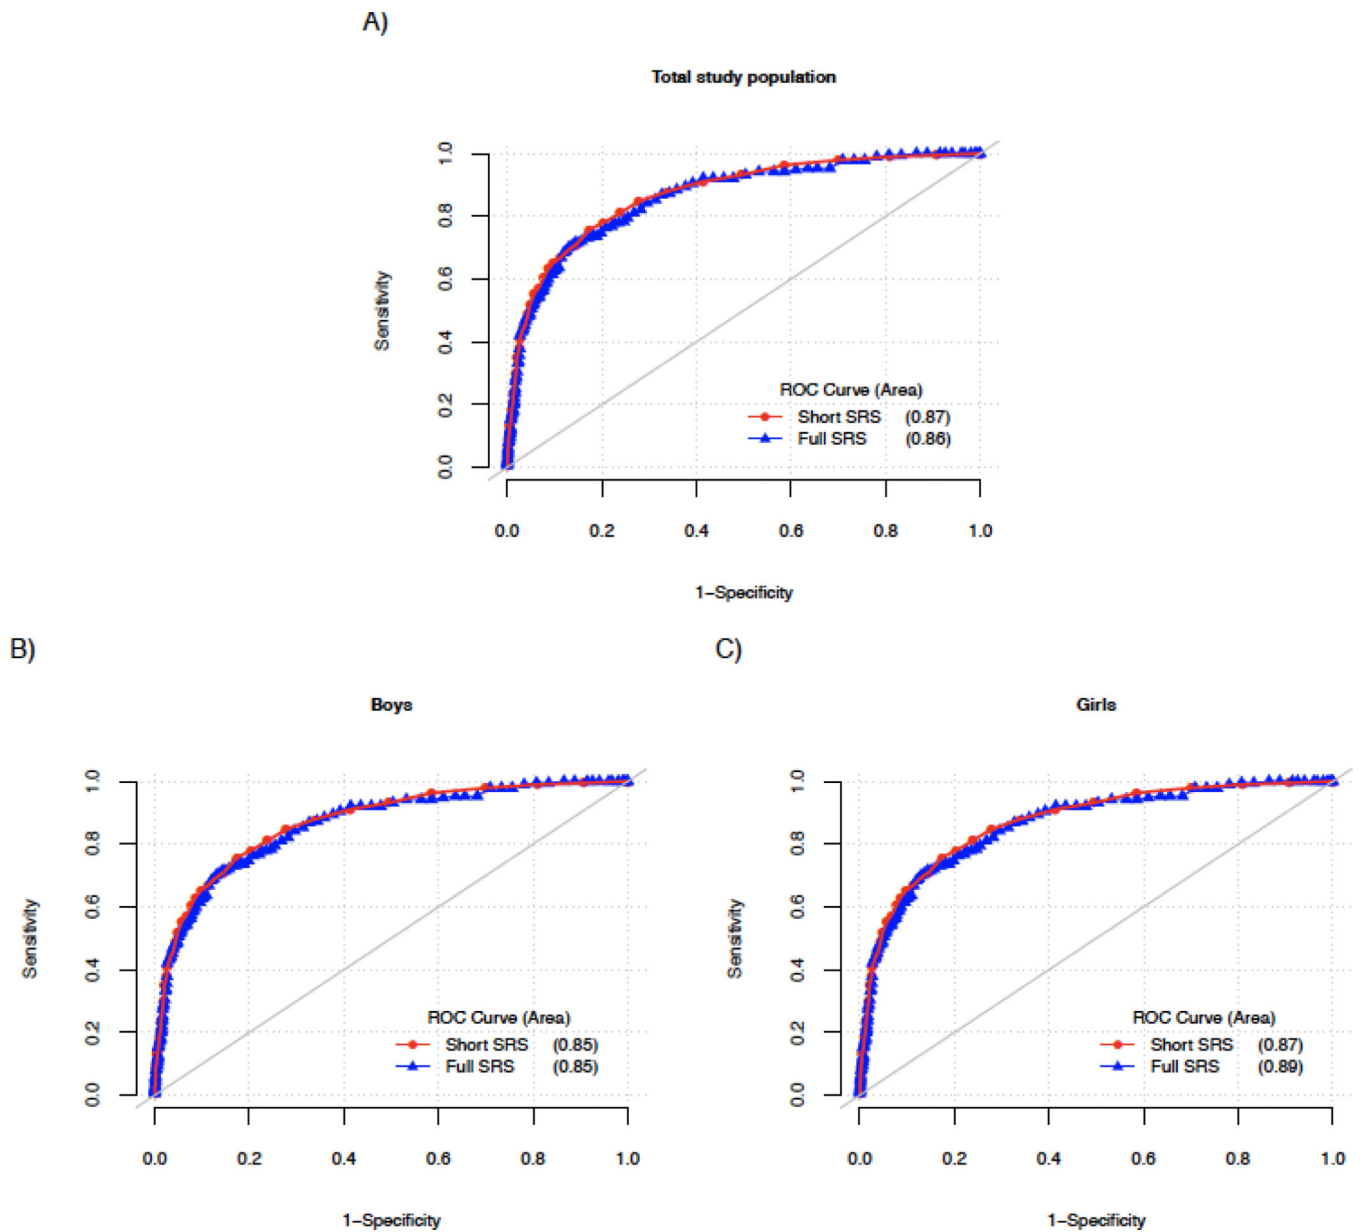 A)
Total study population
Sensitivity
0.0 0.2 0.4 0.6 0.8 1.0
ROC Curve (Area)
Short SRS (0.87)
Full SRS (0.86)
0.0 0.2 0.4 0.6 0.8 1.0
1−Specificity
B)
Boys
Sensitivity
0.0 0.2 0.4 0.6 0.8 1.0
ROC Curve (Area)
Short SRS (0.85)
Full SRS (0.85)
0.0 0.2 0.4 0.6 0.8 1.0
1−Specificity
C)
Girls
Sensitivity
0.0 0.2 0.4 0.6 0.8 1.0
ROC Curve (Area)
Short SRS (0.87)
Full SRS (0.89)
0.0 0.2 0.4 0.6 0.8 1.0
1−Specificity